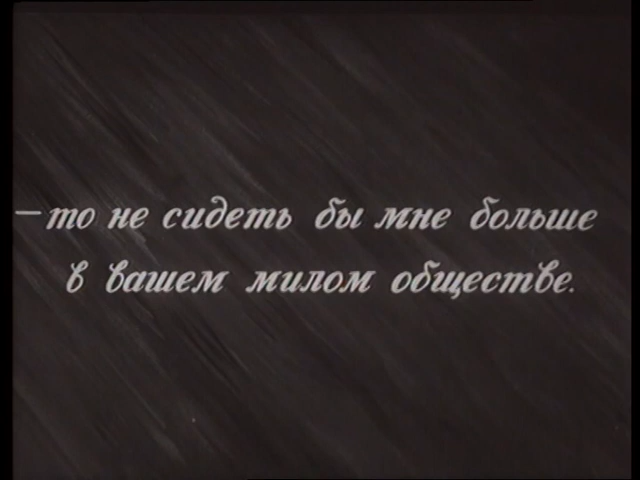 — то не сидеть бы мне больше
в вашем милом обществе.